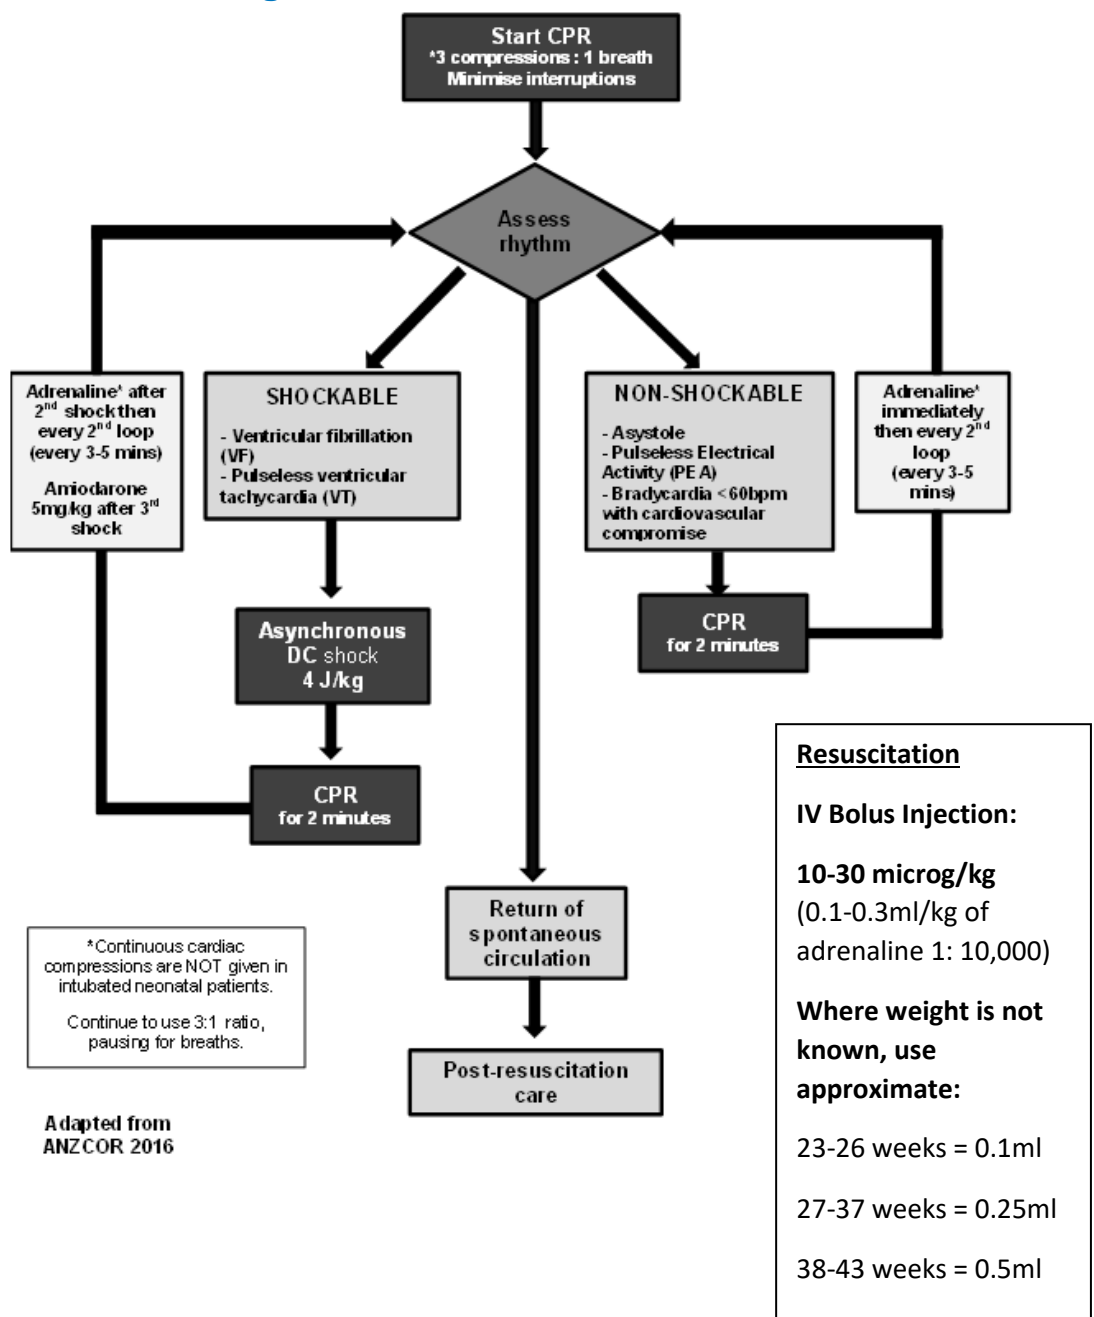 Start CPR
*3 compressions : 1 breath
Minimise interruptions
Assess
rhythm
Adrenaline* after
2nd shock then
every 2nd loop
(every 3-5 mins)
Amiodarone
5mg/kg after 3rd
shock
SHOCKABLE
- Ventricular fibrillation
(VF)
- Pulseless ventricular
tachycardia (VT)
NON-SHOCKABLE
- Asystole
- Pulseless Electrical
Activity (PEA)
- Bradycardia <60bpm
with cardiovascular
compromise
Adrenaline*
immediately
then every 2nd
loop
(every 3-5
mins)
Asynchronous
DC shock
4 J/kg
CPR
for 2 minutes
CPR
for 2 minutes
Return of
spontaneous
circulation
Post-resuscitation
care
*Continuous cardiac
compressions are NOT given in
intubated neonatal patients.
Continue to use 3:1 ratio,
pausing for breaths.
Adapted from
ANZCOR 2016
Resuscitation
IV Bolus Injection:
10-30 microg/kg
(0.1-0.3ml/kg of
adrenaline 1: 10,000)
Where weight is not
known, use
approximate:
23-26 weeks = 0.1ml
27-37 weeks = 0.25ml
38-43 weeks = 0.5ml